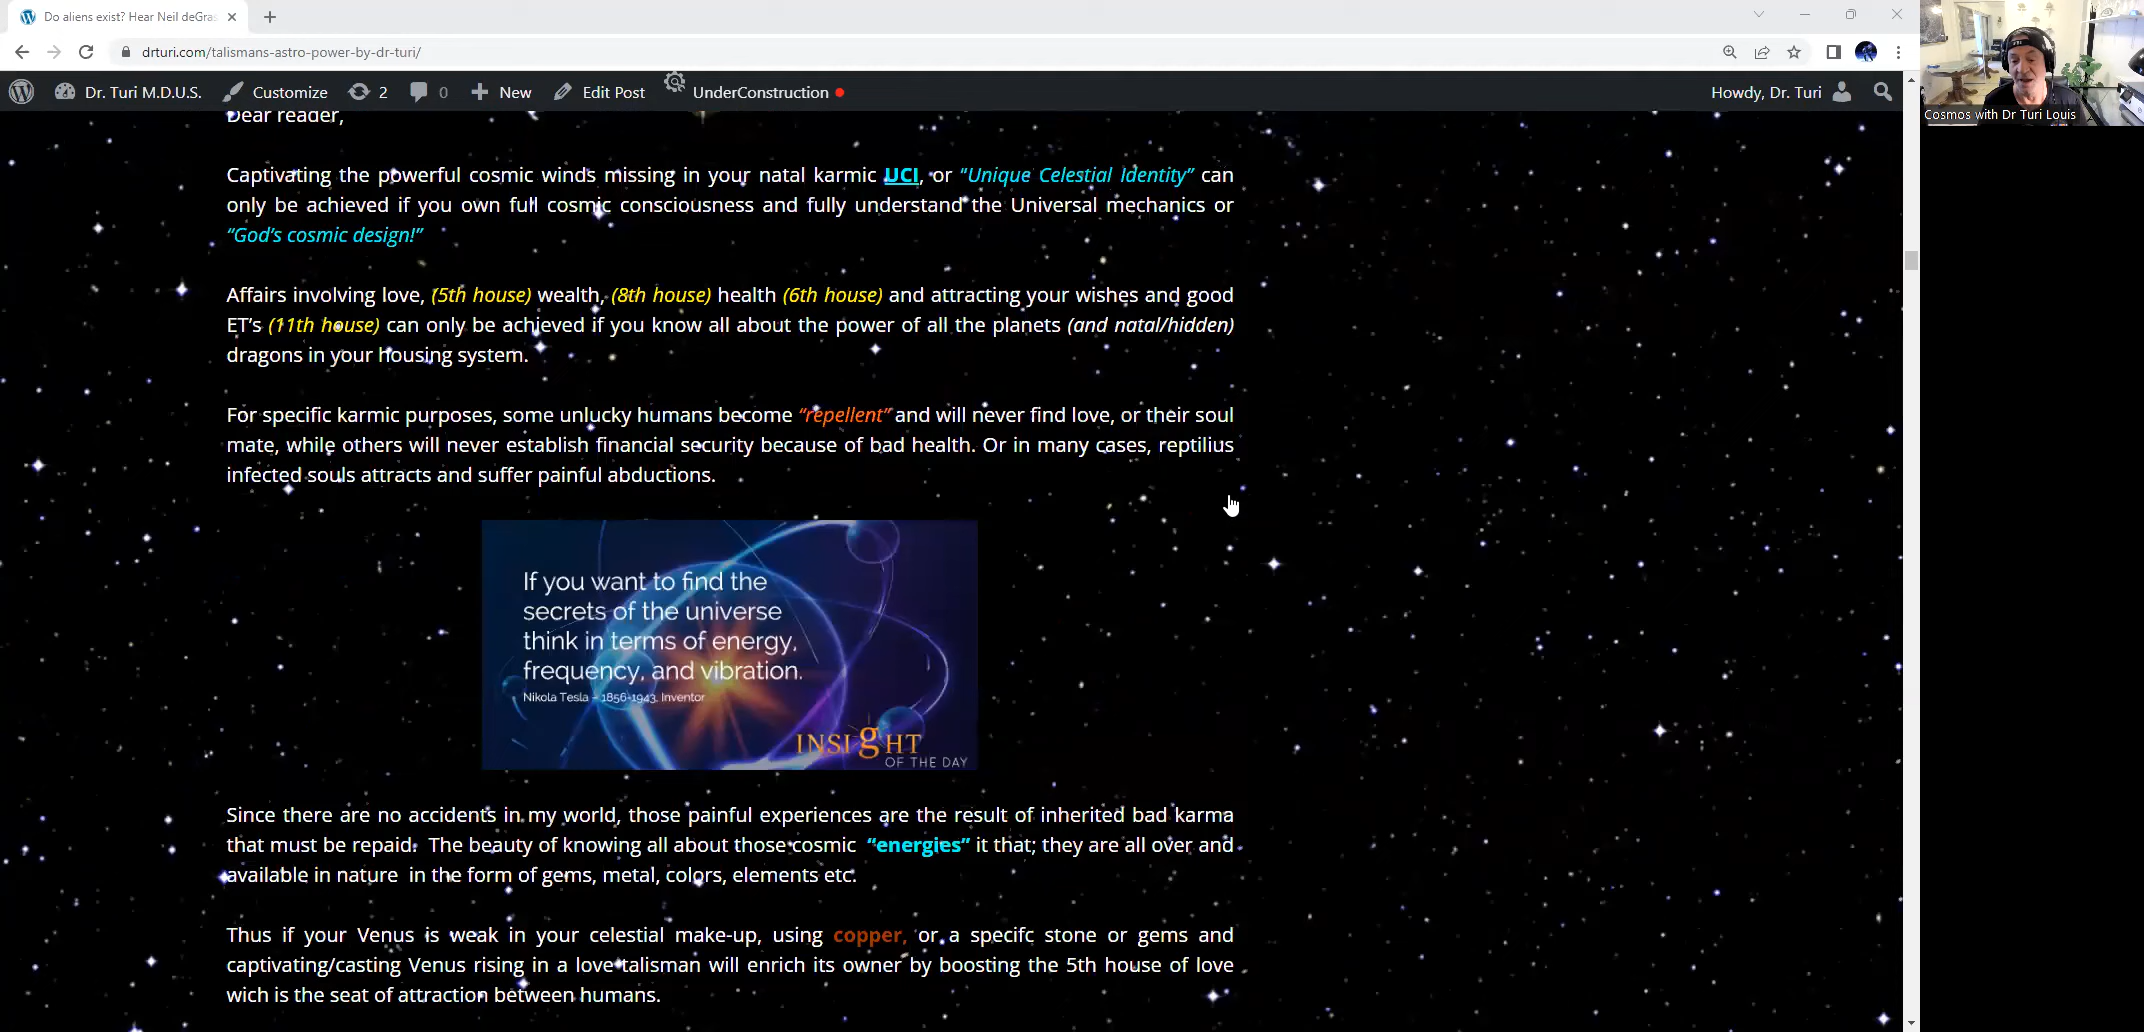 Do aliens exist? Hear Neil deGras
drturi.com/talismans-astro-power-by-dr-turi/
Dr. Turi M.D.U.S. Customize 2 0 New Edit Post UnderConstruction Howdy, Dr. Turi
Cosmos with Dr Turi Louis
Dear reader,
Captivating the powerful cosmic winds missing in your natal karmic UCI, or “Unique Celestial Identity” can
only be achieved if you own full cosmic consciousness and fully understand the Universal mechanics or
“God’s cosmic design!”
Affairs involving love, (5th house) wealth, (8th house) health (6th house) and attracting your wishes and good
ET’s (11th house) can only be achieved if you know all about the power of all the planets (and natal/hidden)
dragons in your housing system.
For specific karmic purposes, some unlucky humans become “repellent” and will never find love, or their soul
mate, while others will never establish financial security because of bad health. Or in many cases, reptilius
infected souls attracts and suffer painful abductions.
If you want to find the
secrets of the universe
think in terms of energy,
frequency, and vibration.
Nikola Tesla – 1856-1943, Inventor
INSIGHT
OF THE DAY
Since there are no accidents in my world, those painful experiences are the result of inherited bad karma
that must be repaid. The beauty of knowing all about those cosmic “energies” it that; they are all over and
available in nature in the form of gems, metal, colors, elements etc.
Thus if your Venus is weak in your celestial make-up, using copper, or a specifc stone or gems and
captivating/casting Venus rising in a love talisman will enrich its owner by boosting the 5th house of love
wich is the seat of attraction between humans.